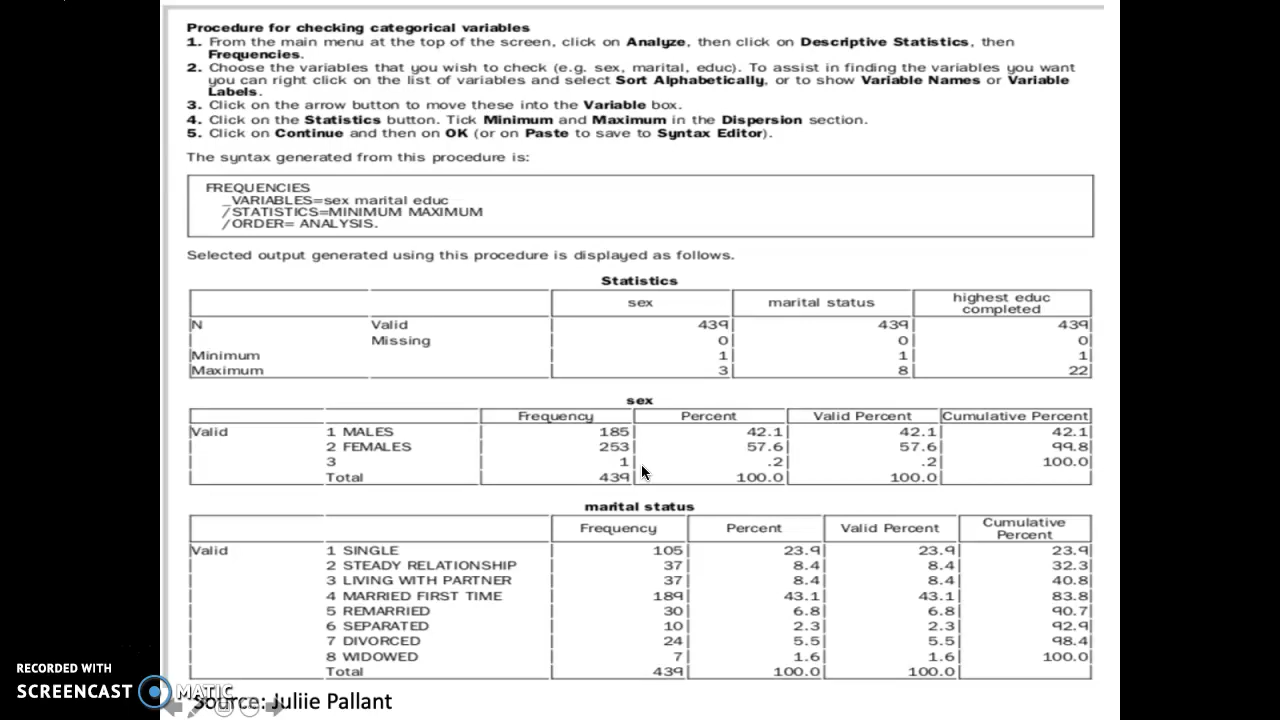 Procedure for checking categorical variables
1. From the main menu at the top of the screen, click on Analyze, then click on Descriptive Statistics, then
Frequencies.
2. Choose the variables that you wish to check (e.g. sex, marital, educ). To assist in finding the variables you want
you can right click on the list of variables and select Sort Alphabetically, or to show Variable Names or Variable
Labels.
3. Click on the arrow button to move these into the Variable box.
4. Click on the Statistics button. Tick Minimum and Maximum in the Dispersion section.
5. Click on Continue and then on OK (or on Paste to save to Syntax Editor).
The syntax generated from this procedure is:
FREQUENCIES
_VARIABLES=sex marital educ
/STATISTICS=MINIMUM MAXIMUM
/ORDER= ANALYSIS.
Selected output generated using this procedure is displayed as follows.
Statistics
sex marital status highest educ
completed
N Valid 439 439 439
Missing 0 0 0
Minimum 1 1 1
Maximum 3 8 22
sex
Frequency Percent Valid Percent Cumulative Percent
Valid 1 MALES 185 42.1 42.1 42.1
2 FEMALES 253 57.6 57.6 99.8
3 1 .2 .2 100.0
Total 439 100.0 100.0
marital status
Frequency Percent Valid Percent Cumulative
Percent
Valid 1 SINGLE 105 23.9 23.9 23.9
2 STEADY RELATIONSHIP 37 8.4 8.4 32.3
3 LIVING WITH PARTNER 37 8.4 8.4 40.8
4 MARRIED FIRST TIME 189 43.1 43.1 83.8
5 REMARRIED 30 6.8 6.8 90.7
6 SEPARATED 10 2.3 2.3 92.9
7 DIVORCED 24 5.5 5.5 98.4
8 WIDOWED 7 1.6 1.6 100.0
Total 439 100.0 100.0
RECORDED WITH
SCREENCAST MATIC
Source: Juliie Pallant